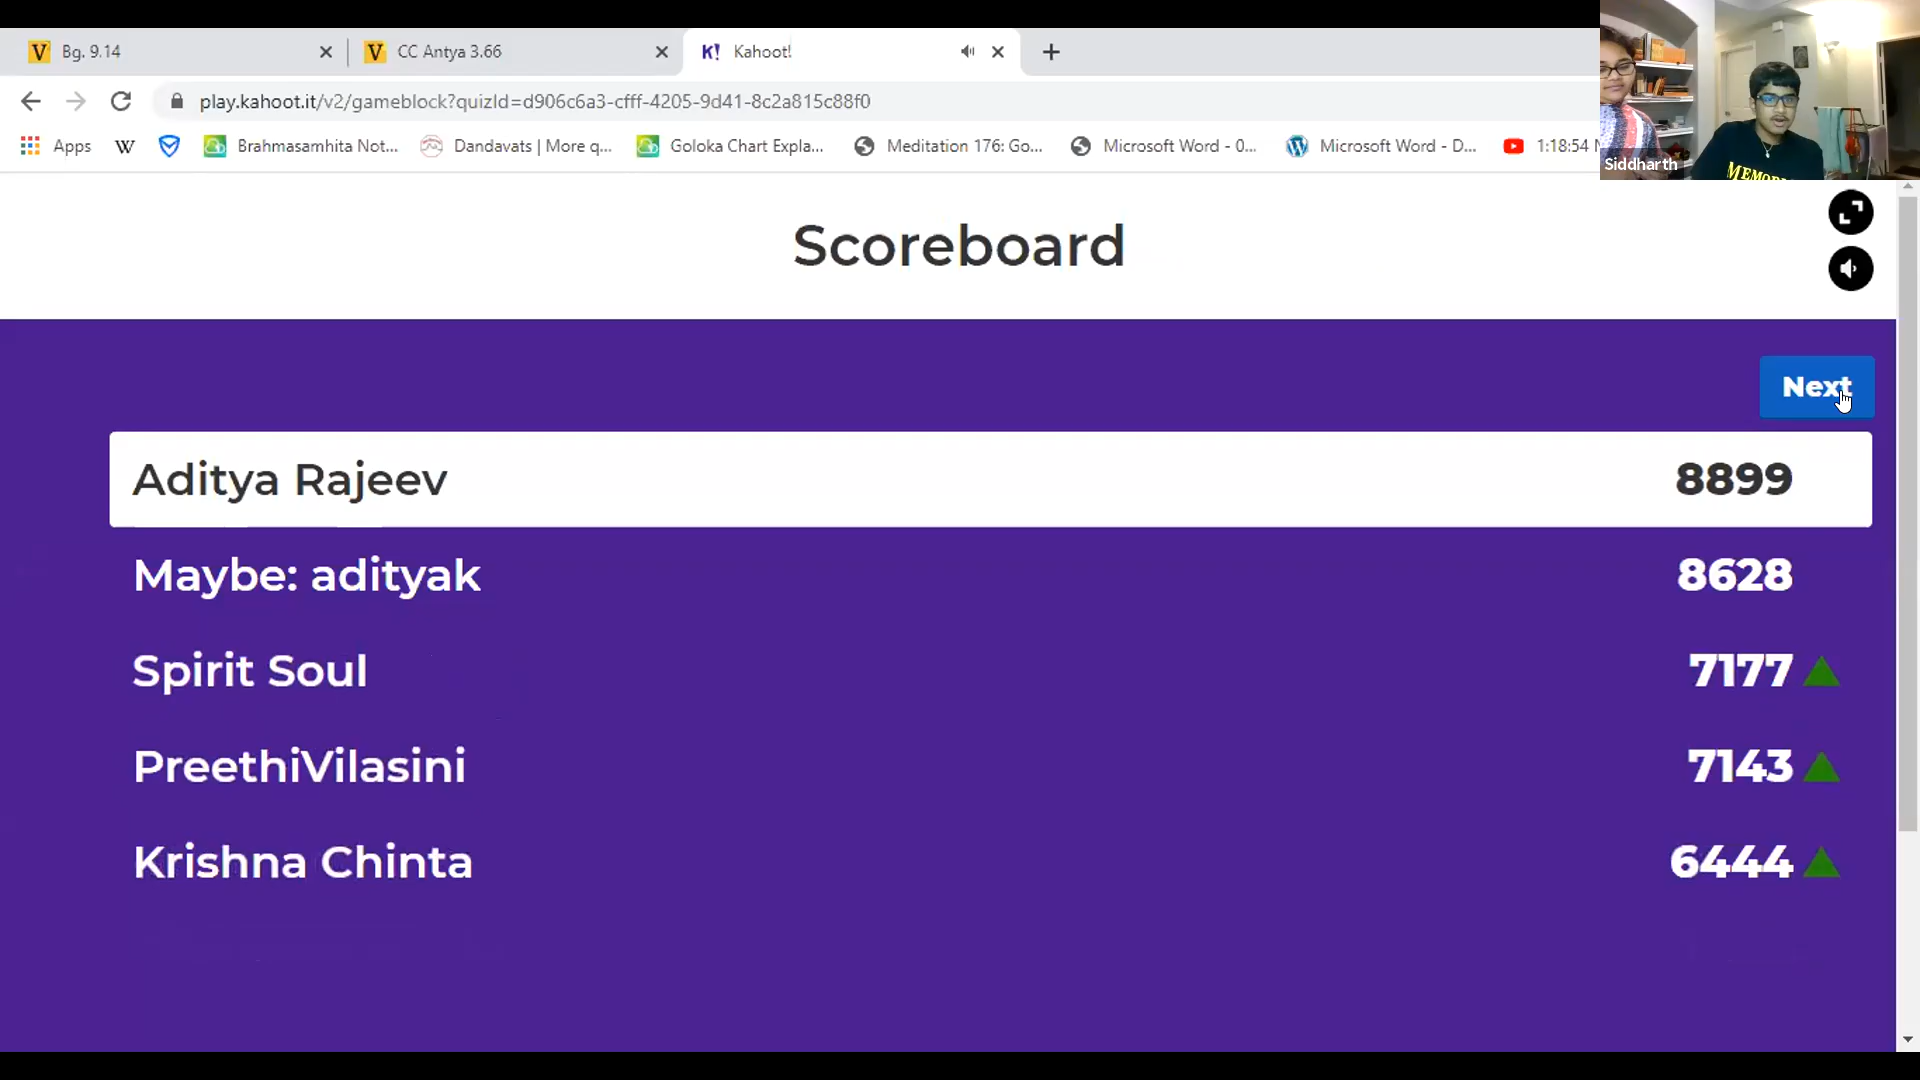 Bg. 9.14
CC Antya 3.66
K! Kahoot!
play.kahoot.it/v2/gameblock?quizId=d906c6a3-cfff-4205-9d41-8c2a815c88f0
Apps
W
Brahmasamhita Not...
Dandavats | More q...
Goloka Chart Expla...
Meditation 176: Go...
Microsoft Word - 0...
Microsoft Word - D...
1:18:54
Siddharth
Scoreboard
Next
Aditya Rajeev 8899
Maybe: adityak 8628
Spirit Soul 7177
PreethiVilasini 7143
Krishna Chinta 6444